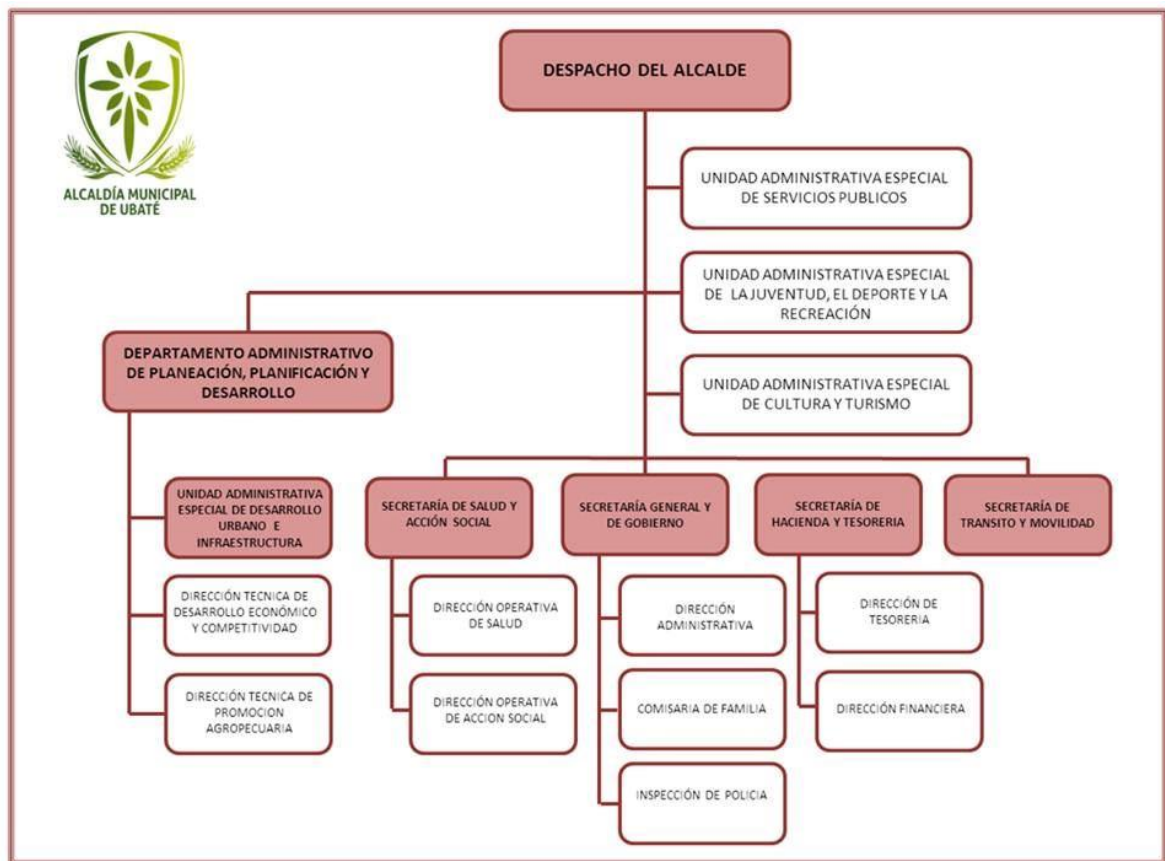 ALCALDÍA MUNICIPAL
DE UBATÉ
DESPACHO DEL ALCALDE
UNIDAD ADMINISTRATIVA ESPECIAL
DE SERVICIOS PUBLICOS
UNIDAD ADMINISTRATIVA ESPECIAL
DE LA JUVENTUD, EL DEPORTE Y LA
RECREACIÓN
DEPARTAMENTO ADMINISTRATIVO
DE PLANEACIÓN, PLANIFICACIÓN Y
DESARROLLO
UNIDAD ADMINISTRATIVA ESPECIAL
DE CULTURA Y TURISMO
UNIDAD ADMINISTRATIVA
ESPECIAL DE DESARROLLO
URBANO E
INFRAESTRUCTURA
SECRETARÍA DE SALUD Y
ACCIÓN SOCIAL
SECRETARÍA GENERAL Y
DE GOBIERNO
SECRETARÍA DE
HACIENDA Y TESORERIA
SECRETARÍA DE
TRANSITO Y MOVILIDAD
DIRECCIÓN TECNICA DE
DESARROLLO ECONÓMICO
Y COMPETITIVIDAD
DIRECCIÓN OPERATIVA
DE SALUD
DIRECCIÓN
ADMINISTRATIVA
DIRECCIÓN DE
TESORERIA
DIRECCIÓN TECNICA DE
PROMOCION
AGROPECUARIA
DIRECCIÓN OPERATIVA
DE ACCION SOCIAL
COMISARIA DE FAMILIA
DIRECCIÓN FINANCIERA
INSPECCIÓN DE POLICIA